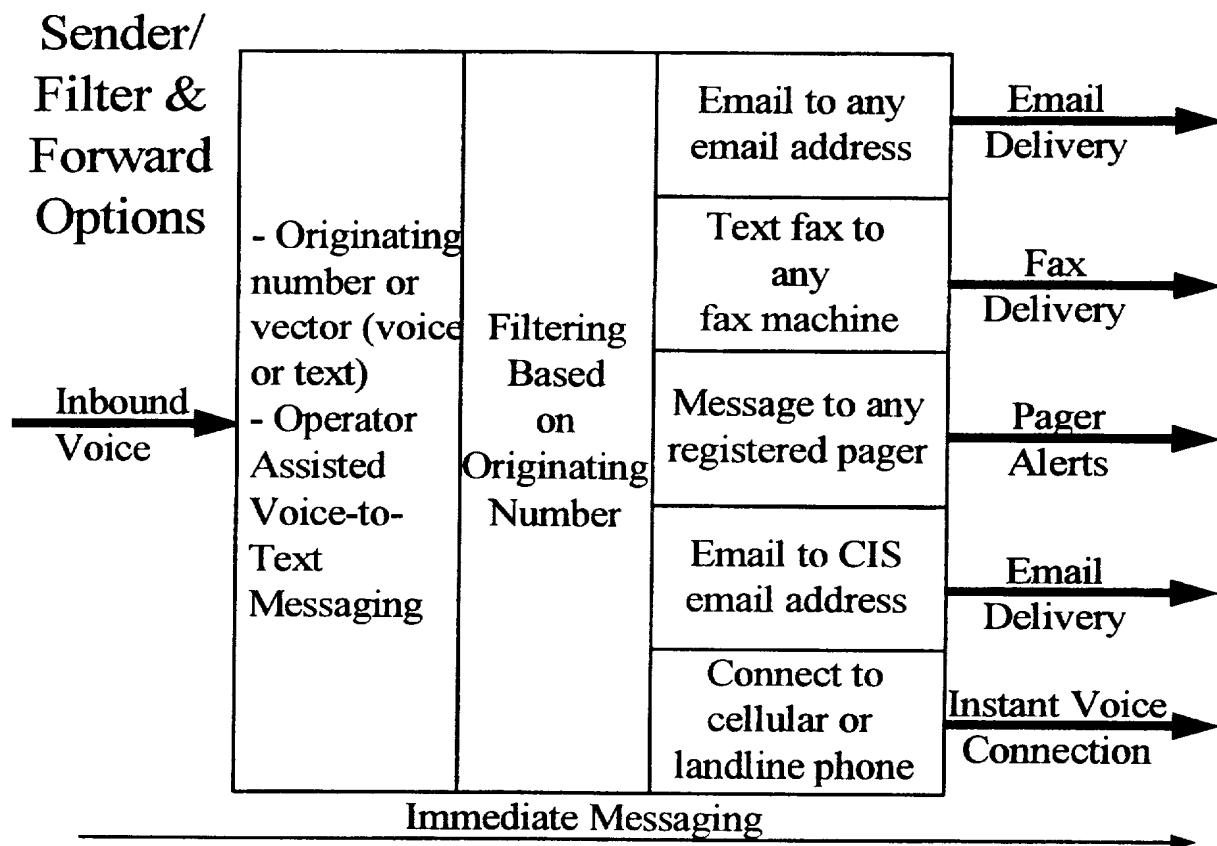 Sender/
Filter &
Forward
Options
Inbound
Voice
- Originating
number or
vector (voice
or text)
- Operator
Assisted
Voice-to-
Text
Messaging
Filtering
Based
on
Originating
Number
Email to any
email address
Email
Delivery
Text fax to
any
fax machine
Fax
Delivery
Message to any
registered pager
Pager
Alerts
Email to CIS
email address
Email
Delivery
Connect to
cellular or
landline phone
Instant Voice
Connection
Immediate Messaging